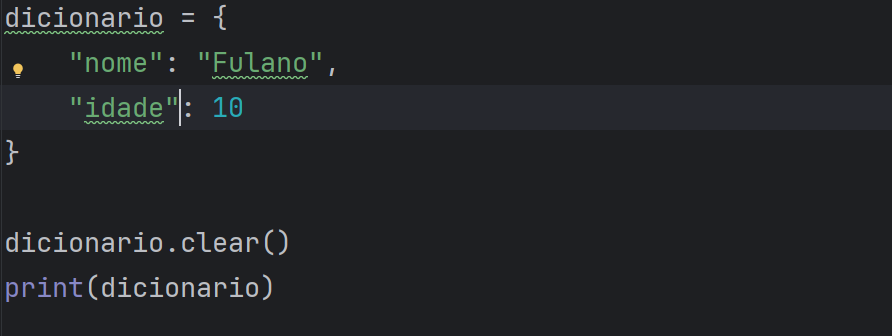 dicionario = {
    "nome": "Fulano",
    "idade": 10
}
dicionario.clear()
print(dicionario)